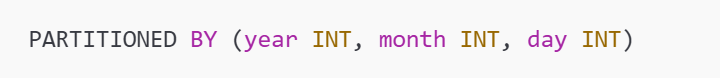 PARTITIONED BY (year INT, month INT, day INT)